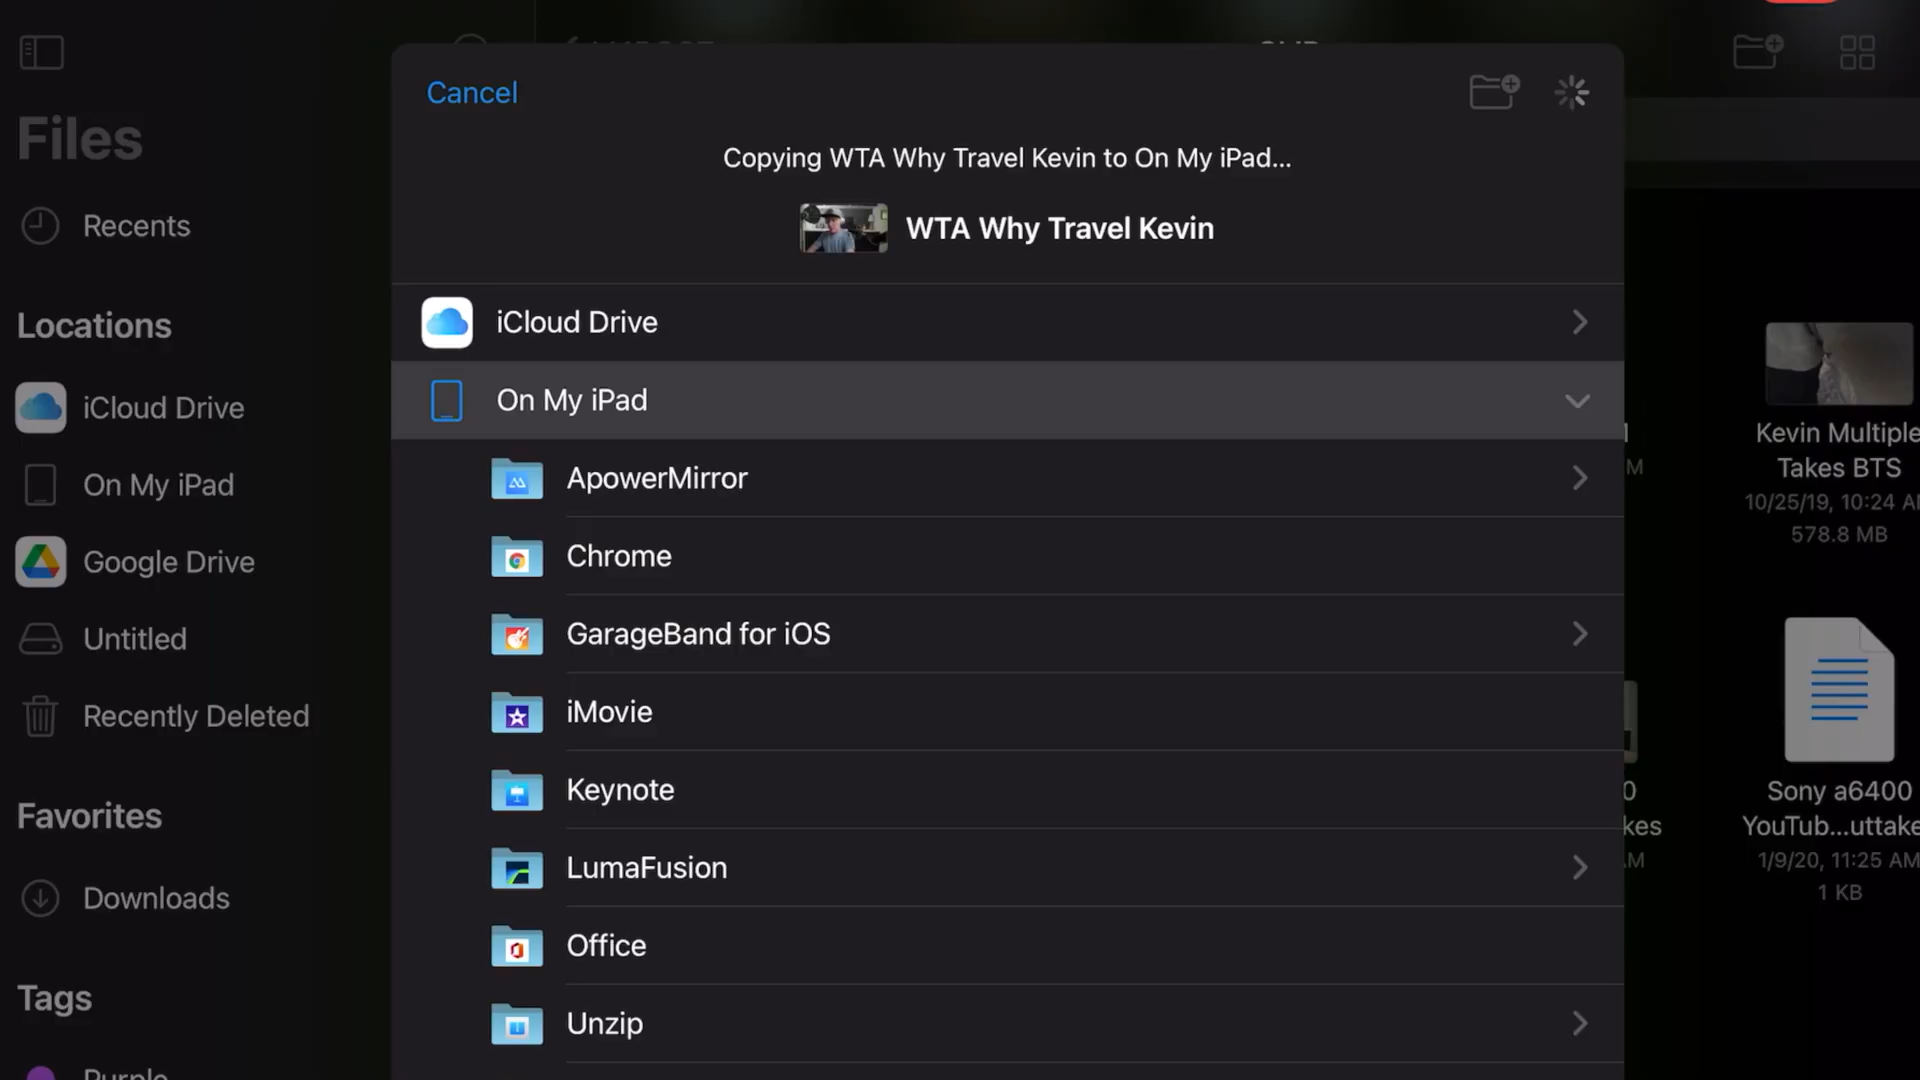 Files
Recents
Locations
iCloud Drive
On My iPad
Google Drive
Untitled
Recently Deleted
Favorites
Downloads
Tags
Purple
Cancel
Copying WTA Why Travel Kevin to On My iPad...
WTA Why Travel Kevin
iCloud Drive
On My iPad
ApowerMirror
Chrome
GarageBand for iOS
iMovie
Keynote
LumaFusion
Office
Unzip
M
0
kes
M
Kevin Multiple
Takes BTS
10/25/19, 10:24 A
578.8 MB
Sony a6400
YouTub...uttake
1/9/20, 11:25 AM
1 KB